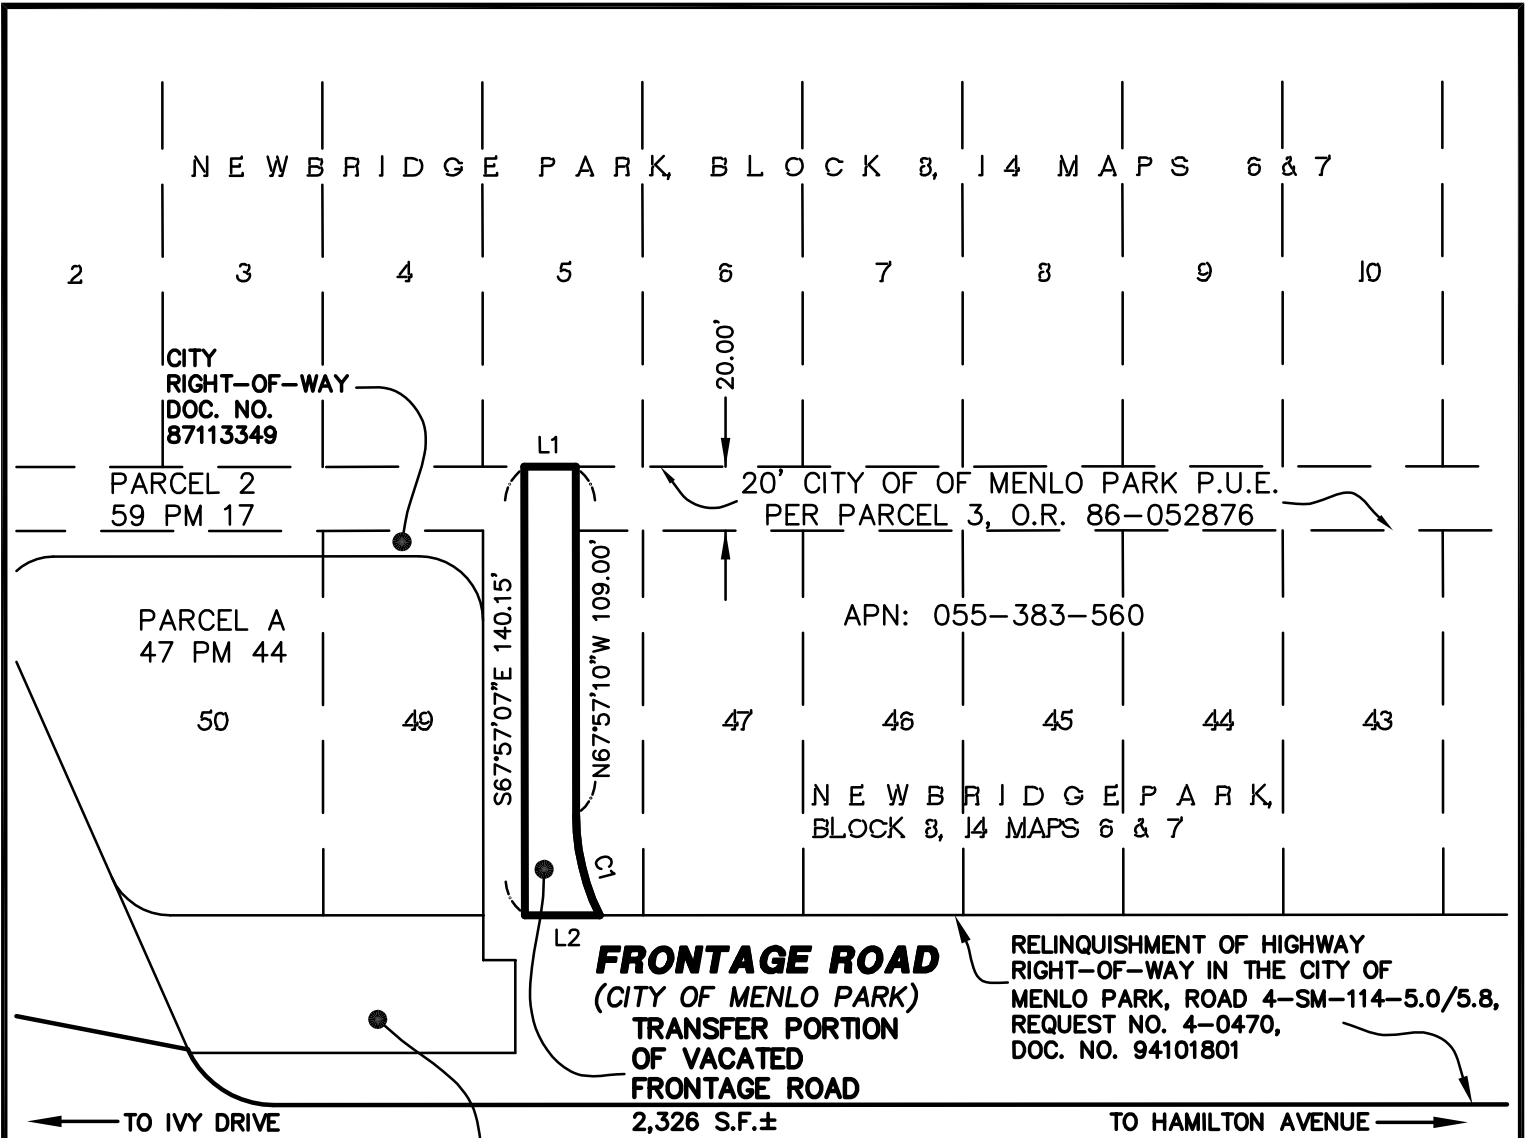 NEWBRIDGE PARK, BLOCK 8, 14 MAPS 6 & 7
2 3 4 5 6 7 8 9 10
CITY
RIGHT-OF-WAY
DOC. NO.
87113349
20.00'
L1
PARCEL 2
59 PM 17
20' CITY OF OF MENLO PARK P.U.E.
PER PARCEL 3, O.R. 86-052876
S67°57'07"E 140.15'
N67°57'10"W 109.00'
PARCEL A
47 PM 44
APN: 055-383-560
50 49 47 46 45 44 43
NEWBRIDGE PARK,
BLOCK 8, 14 MAPS 6 & 7
C1
L2
FRONTAGE ROAD
(CITY OF MENLO PARK)
TRANSFER PORTION
OF VACATED
FRONTAGE ROAD
2,326 S.F.±
RELINQUISHMENT OF HIGHWAY
RIGHT-OF-WAY IN THE CITY OF
MENLO PARK, ROAD 4-SM-114-5.0/5.8,
REQUEST NO. 4-0470,
DOC. NO. 94101801
TO IVY DRIVE
TO HAMILTON AVENUE